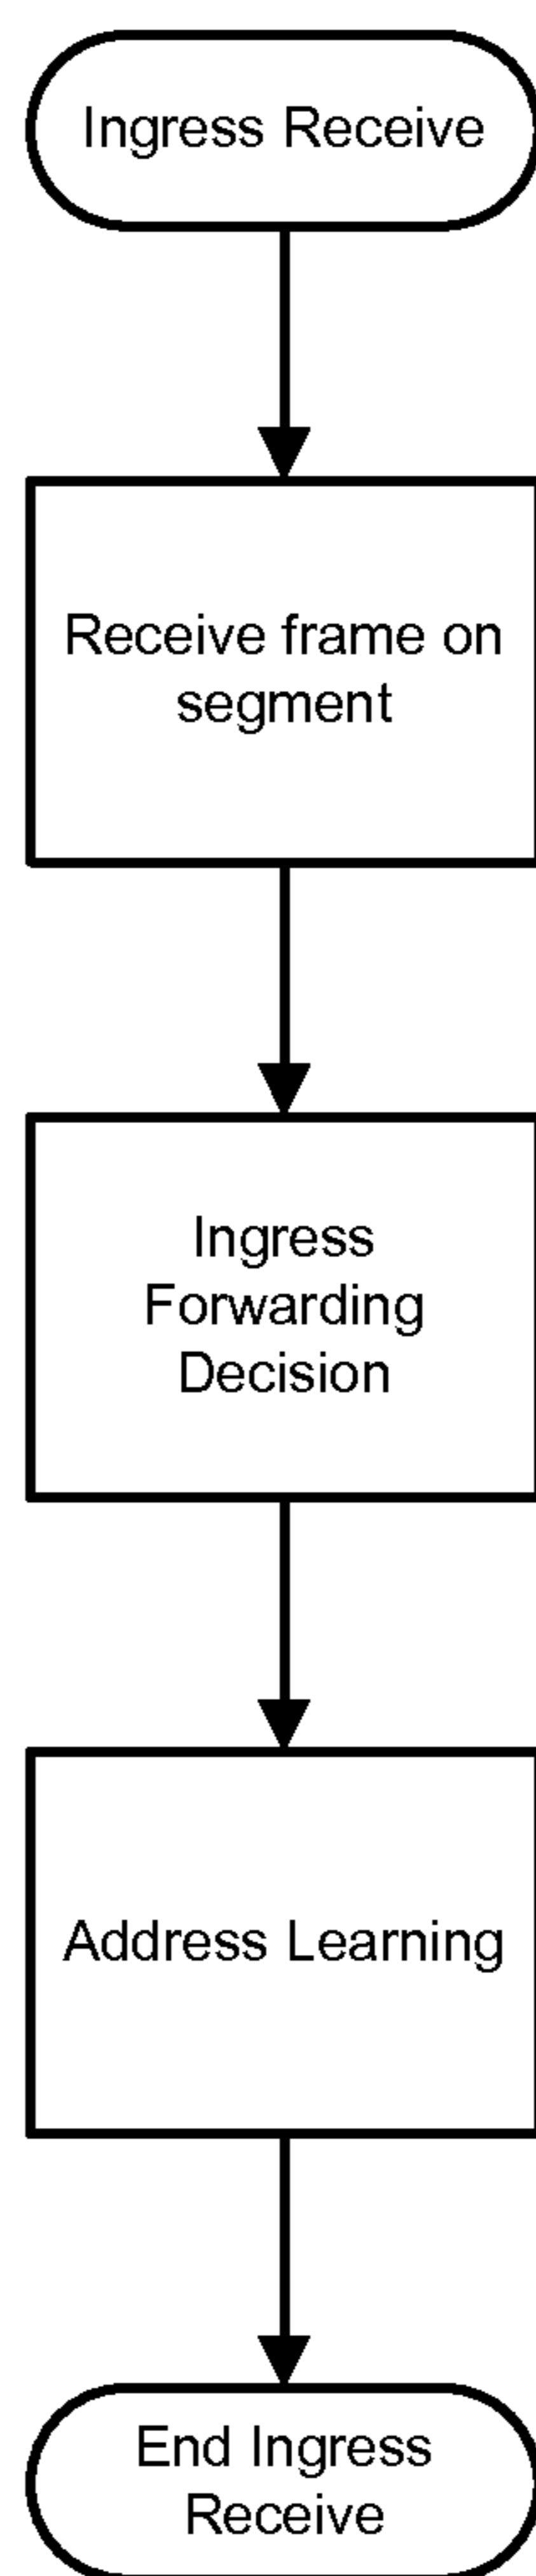 Ingress Receive
Receive frame on
segment
Ingress
Forwarding
Decision
Address Learning
End Ingress
Receive